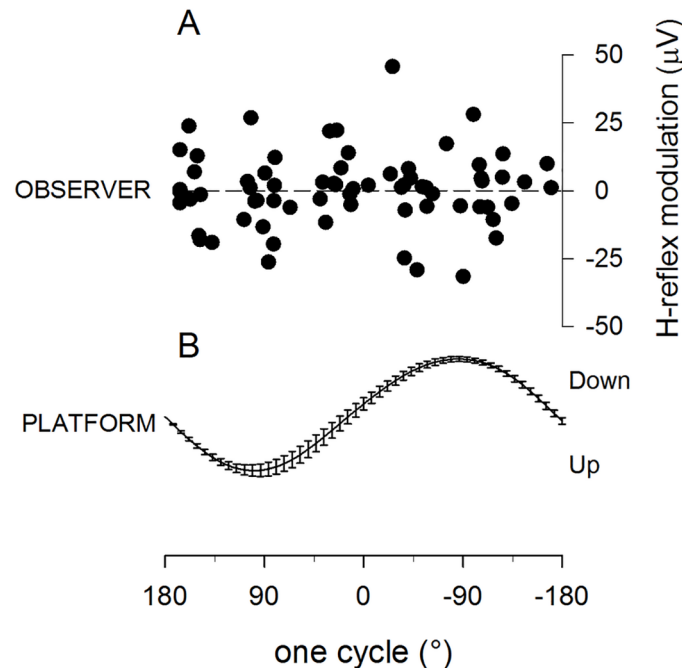 A
50
25
OBSERVER
0
-25
-50
H-reflex modulation (μV)
B
Down
PLATFORM
Up
180 90 0 -90 -180
one cycle (°)